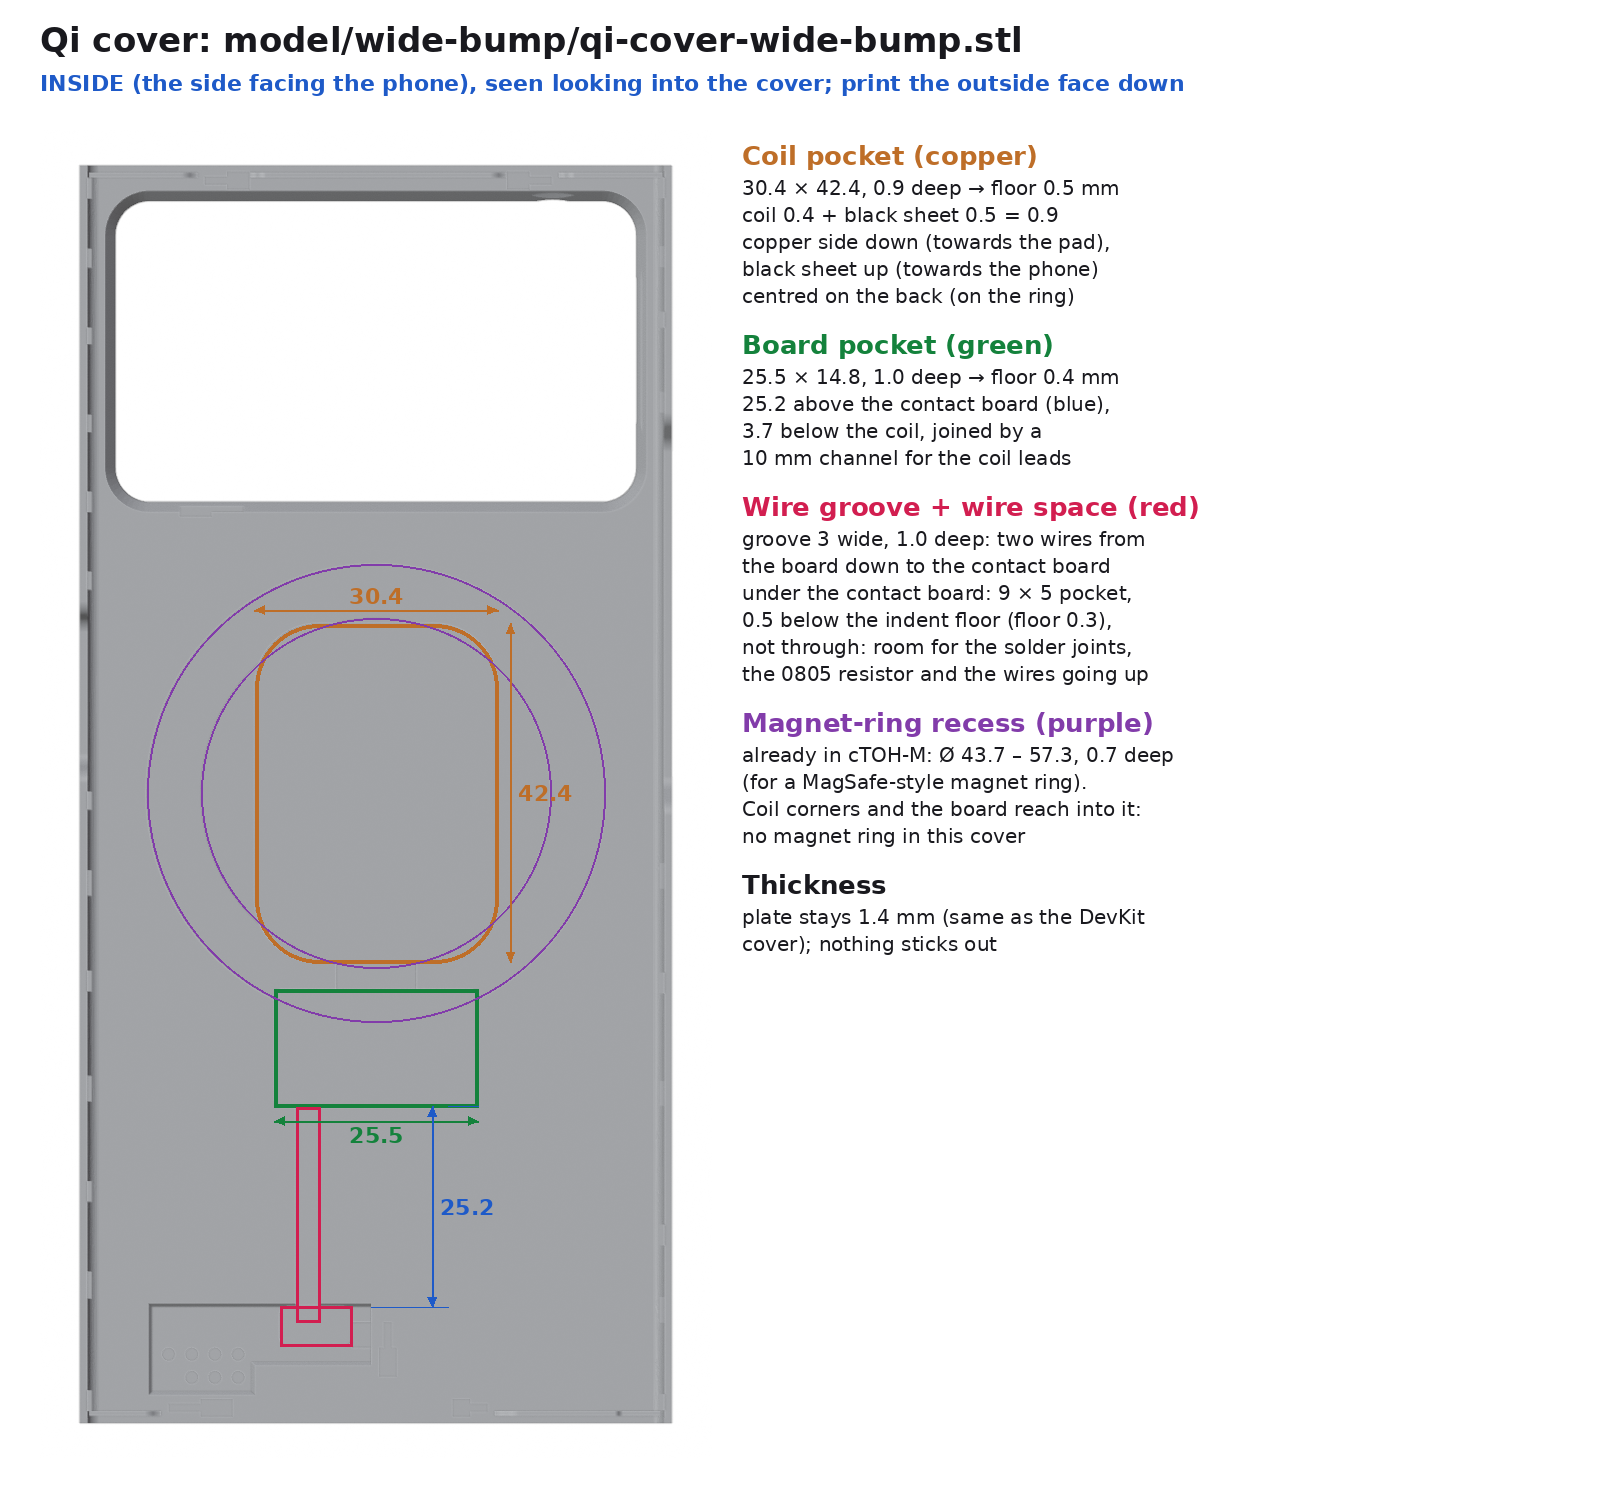 Qi cover: model/wide-bump/qi-cover-wide-bump.stl
INSIDE (the side facing the phone), seen looking into the cover; print the outside face down
Coil pocket (copper)
30.4 × 42.4, 0.9 deep → floor 0.5 mm
coil 0.4 + black sheet 0.5 = 0.9
copper side down (towards the pad),
black sheet up (towards the phone)
centred on the back (on the ring)
Board pocket (green)
25.5 × 14.8, 1.0 deep → floor 0.4 mm
25.2 above the contact board (blue),
3.7 below the coil, joined by a
10 mm channel for the coil leads
Wire groove + wire space (red)
groove 3 wide, 1.0 deep: two wires from
the board down to the contact board
under the contact board: 9 × 5 pocket,
0.5 below the indent floor (floor 0.3),
not through: room for the solder joints,
the 0805 resistor and the wires going up
Magnet-ring recess (purple)
already in cTOH-M: Ø 43.7 – 57.3, 0.7 deep
(for a MagSafe-style magnet ring).
Coil corners and the board reach into it:
no magnet ring in this cover
Thickness
plate stays 1.4 mm (same as the DevKit
cover); nothing sticks out
30.4
42.4
25.5
25.2